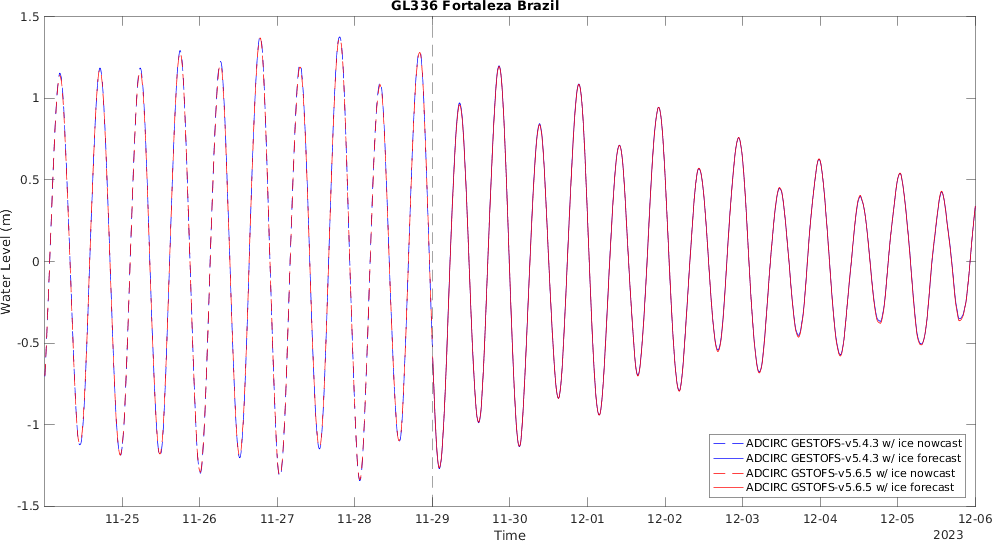 GL336 Fortaleza Brazil
1.5
1
0.5
0
-0.5
-1
-1.5
Water Level (m)
11-25 11-26 11-27 11-28 11-29 11-30 12-01 12-02 12-03 12-04 12-05 12-06
Time
2023
ADCIRC GESTOFS-v5.4.3 w/ ice nowcast
ADCIRC GESTOFS-v5.4.3 w/ ice forecast
ADCIRC GSTOFS-v5.6.5 w/ ice nowcast
ADCIRC GSTOFS-v5.6.5 w/ ice forecast